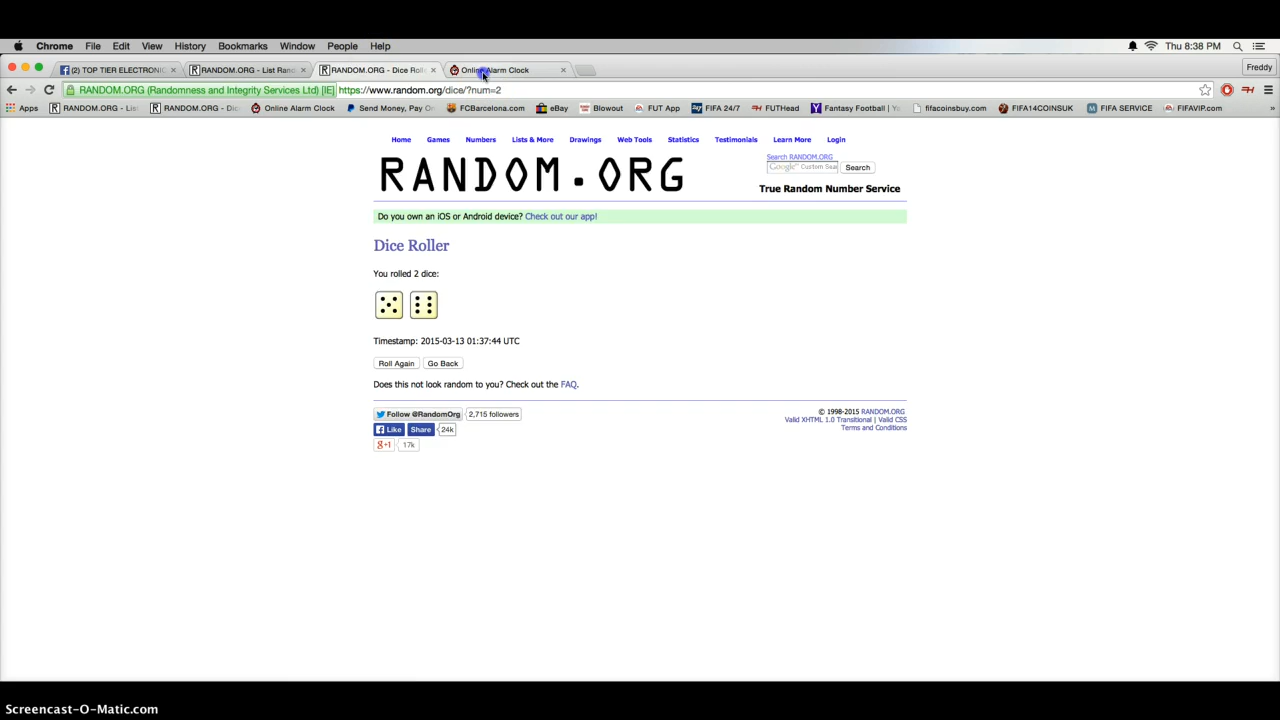 Chrome File Edit View History Bookmarks Window People Help Thu 8:38 PM
(2) TOP TIER ELECTRONIC RANDOM.ORG - List Rand RANDOM.ORG - Dice Rolle Online Alarm Clock Freddy
RANDOM.ORG (Randomness and Integrity Services Ltd) [IE] https://www.random.org/dice/?num=2
Apps RANDOM.ORG - List RANDOM.ORG - Dic Online Alarm Clock Send Money, Pay On FCBarcelona.com eBay Blowout FUT App FIFA 24/7 FUTHead Fantasy Football | Ya fifacoinsbuy.com FIFA14COINSUK FIFA SERVICE FIFAVIP.com »
Home Games Numbers Lists & More Drawings Web Tools Statistics Testimonials Learn More Login
Search RANDOM.ORG
Google™ Custom Sear Search
RANDOM.ORG
True Random Number Service
Do you own an iOS or Android device? Check out our app!
Dice Roller
You rolled 2 dice:
Timestamp: 2015-03-13 01:37:44 UTC
Roll Again Go Back
Does this not look random to you? Check out the FAQ.
Follow @RandomOrg 2,715 followers
Like Share 24k
g+1 17k
© 1998-2015 RANDOM.ORG
Valid XHTML 1.0 Transitional | Valid CSS
Terms and Conditions
Screencast-O-Matic.com